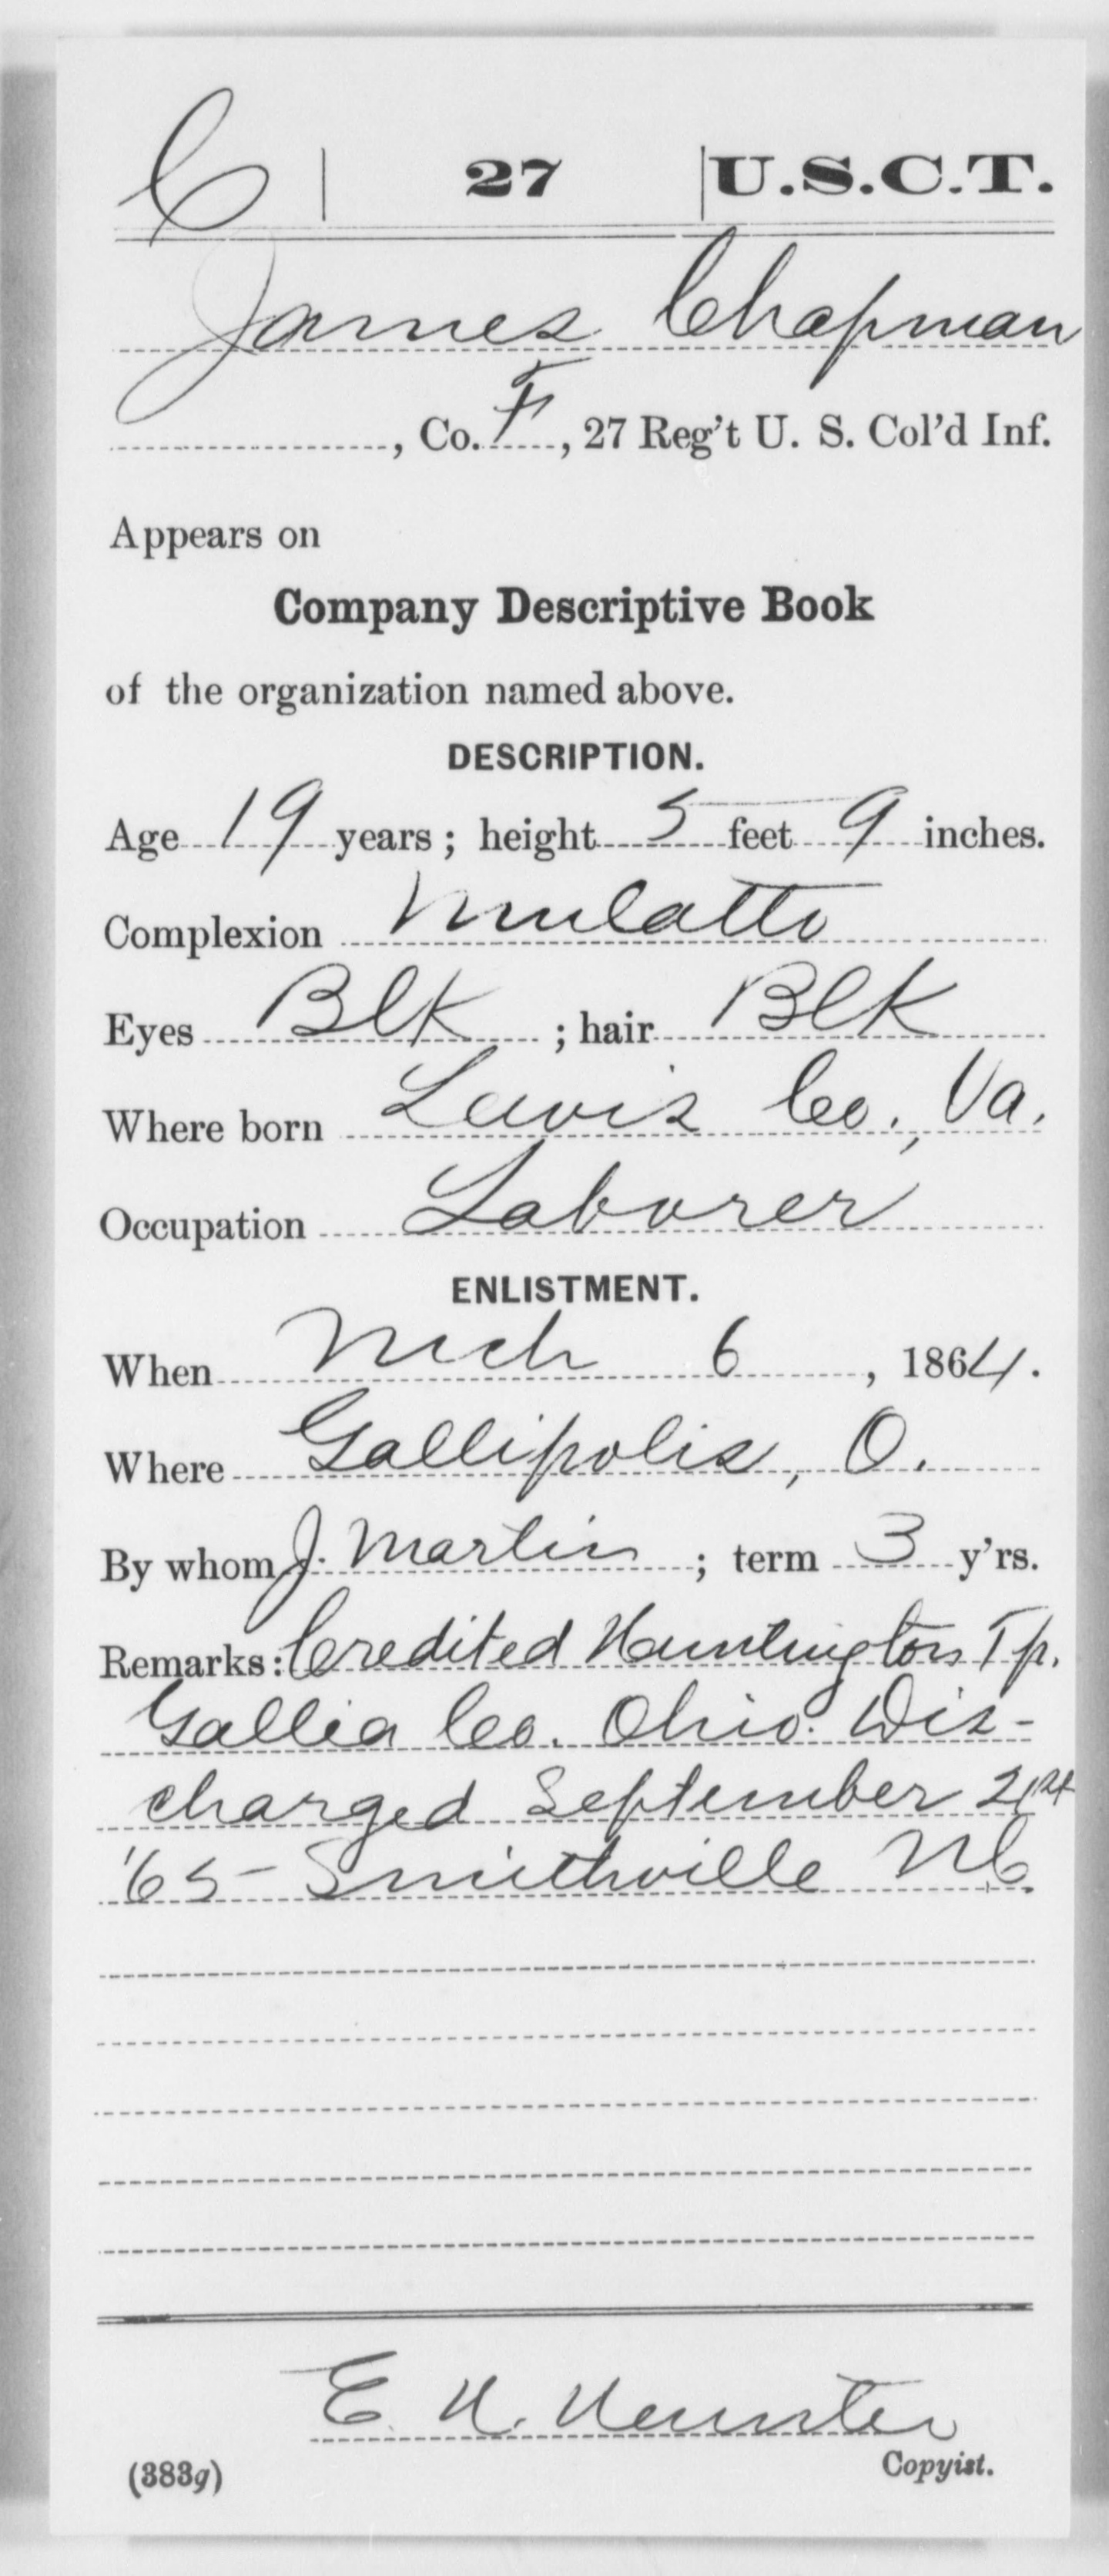 C | 27 | U.S.C.T.
James Chapman
, Co. F, 27 Reg't U. S. Col'd Inf.
Appears on
Company Descriptive Book
of the organization named above.
DESCRIPTION.
Age 19 years; height 5 feet 9 inches.
Complexion Mulatto
Eyes Blk; hair Blk
Where born Lewis Co., Va.
Occupation Laborer
ENLISTMENT.
When Mch 6, 1864.
Where Gallipolis, O.
By whom J. Martin; term 3 y'rs.
Remarks: Credited Huntington Tp.
Gallia Co. Ohio. Dis-
charged September 21st
'65- Smithville NC.
E. H.
(383g) Copyist.